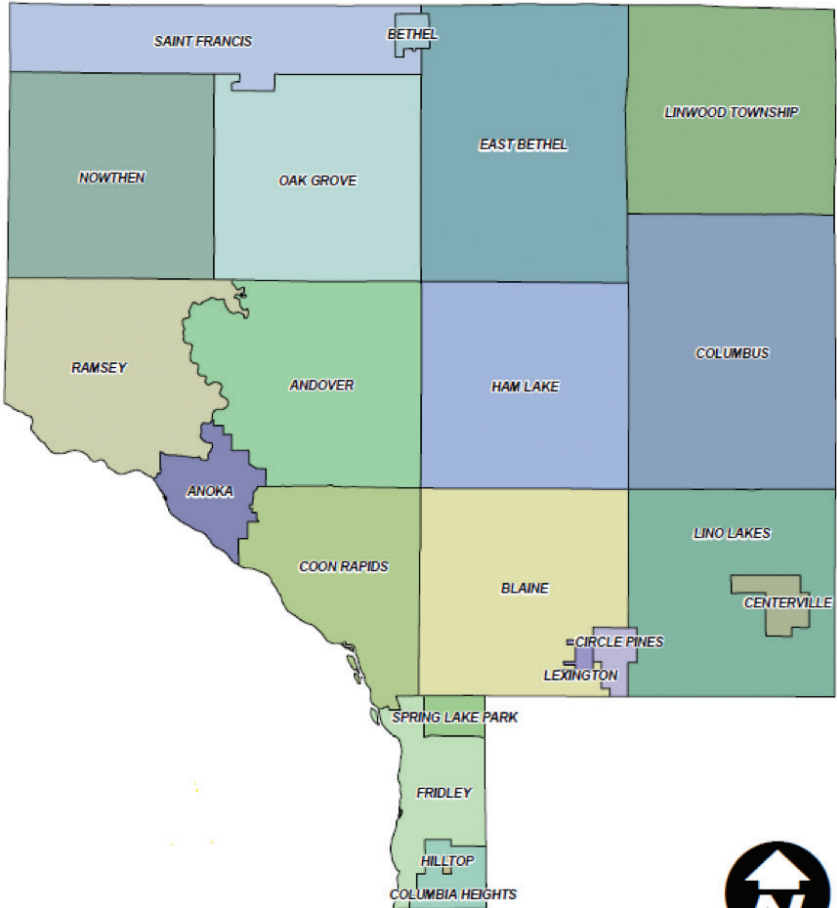 SAINT FRANCIS
BETHEL
LINWOOD TOWNSHIP
EAST BETHEL
NOWTHEN
OAK GROVE
COLUMBUS
RAMSEY
ANDOVER
HAM LAKE
ANOKA
LINO LAKES
COON RAPIDS
BLAINE
CENTERVILLE
CIRCLE PINES
LEXINGTON
SPRING LAKE PARK
FRIDLEY
HILLTOP
COLUMBIA HEIGHTS
N